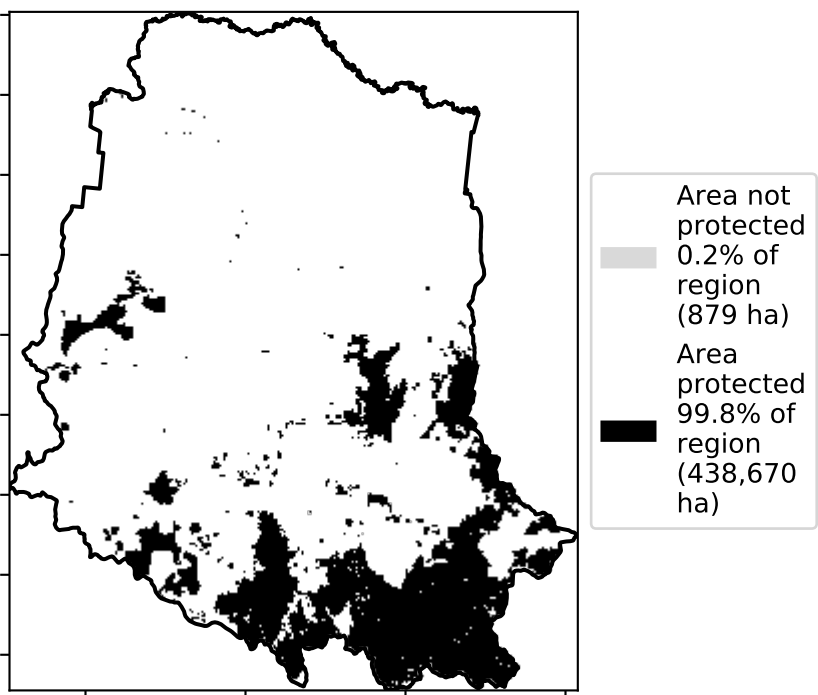 Area not
protected
0.2% of
region
(879 ha)
Area
protected
99.8% of
region
(438,670
ha)